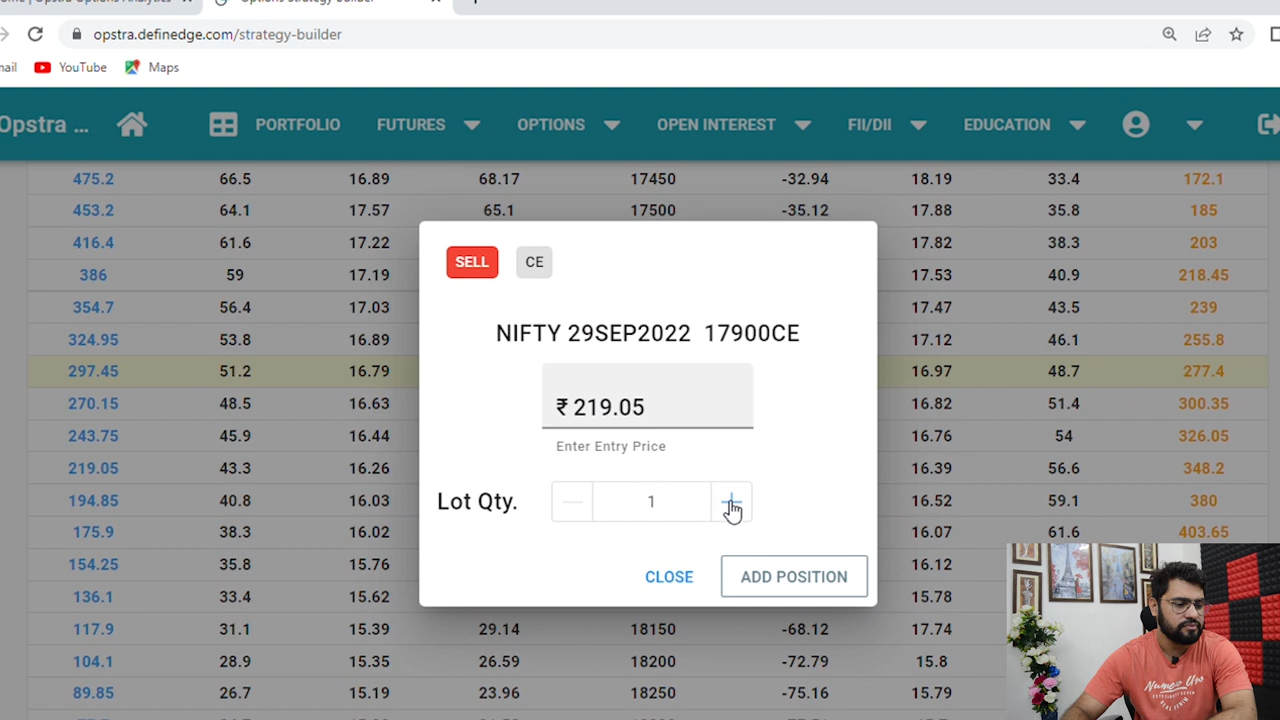 opstra.definedge.com/strategy-builder
YouTube Maps
Opstra ... PORTFOLIO FUTURES OPTIONS OPEN INTEREST FII/DII EDUCATION
475.2 66.5 16.89 68.17 17450 -32.94 18.19 33.4 172.1
453.2 64.1 17.57 65.1 17500 -35.12 17.88 35.8 185
416.4 61.6 17.22 17.82 38.3 203
SELL CE
386 59 17.19 17.53 40.9 218.45
354.7 56.4 17.03 17.47 43.5 239
NIFTY 29SEP2022 17900CE
324.95 53.8 16.89 17.12 46.1 255.8
297.45 51.2 16.79 16.97 48.7 277.4
₹ 219.05
270.15 48.5 16.63 16.82 51.4 300.35
Enter Entry Price
243.75 45.9 16.44 16.76 54 326.05
219.05 43.3 16.26 16.39 56.6 348.2
Lot Qty. 1
194.85 40.8 16.03 16.52 59.1 380
175.9 38.3 16.02 16.07 61.6 403.65
154.25 35.8 15.76 16.12
CLOSE ADD POSITION
136.1 33.4 15.62 15.78
117.9 31.1 15.39 29.14 18150 -68.12 17.74
104.1 28.9 15.35 26.59 18200 -72.79 15.8
89.85 26.7 15.19 23.96 18250 -75.16 15.79